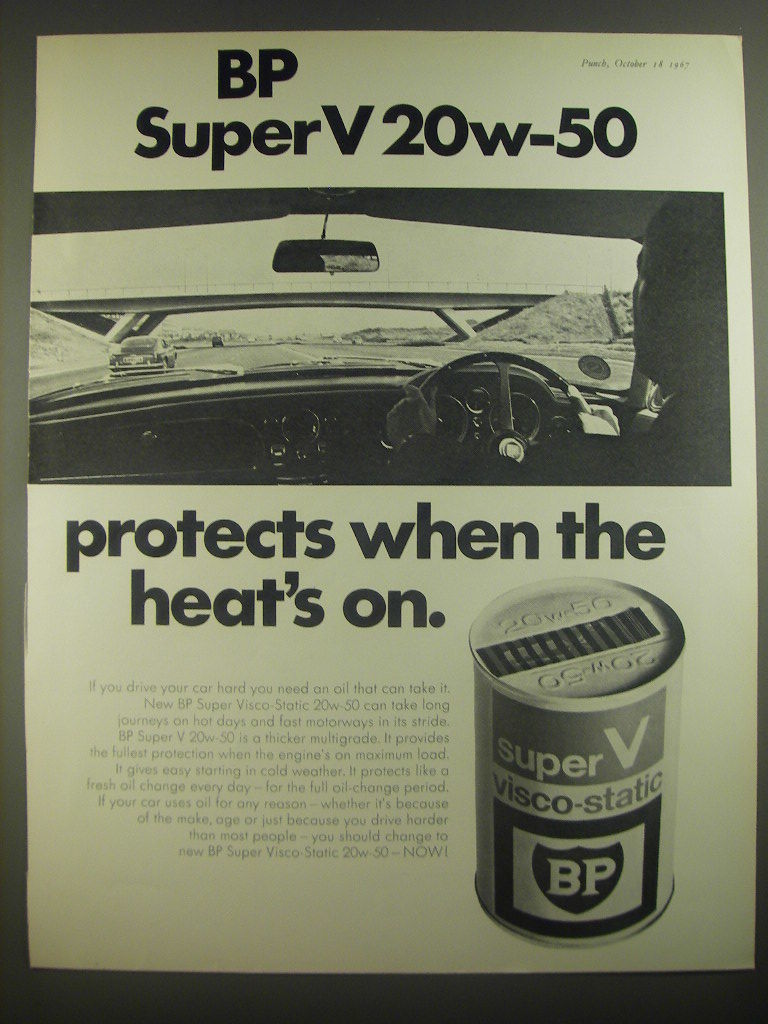 Punch, October 18 1967
BP
Super V 20w-50
protects when the
heat's on.
If you drive your car hard you need an oil that can take it.
New BP Super Visco-Static 20w-50 can take long
journeys on hot days and fast motorways in its stride.
BP Super V 20w-50 is a thicker multigrade. It provides
the fullest protection when the engine's on maximum load.
It gives easy starting in cold weather. It protects like a
fresh oil change every day – for the full oil-change period.
If your car uses oil for any reason – whether it's because
of the make, age or just because you drive harder
than most people – you should change to
new BP Super Visco-Static 20w-50 – NOW!
20w-50
20w-50
super V
visco-static
BP